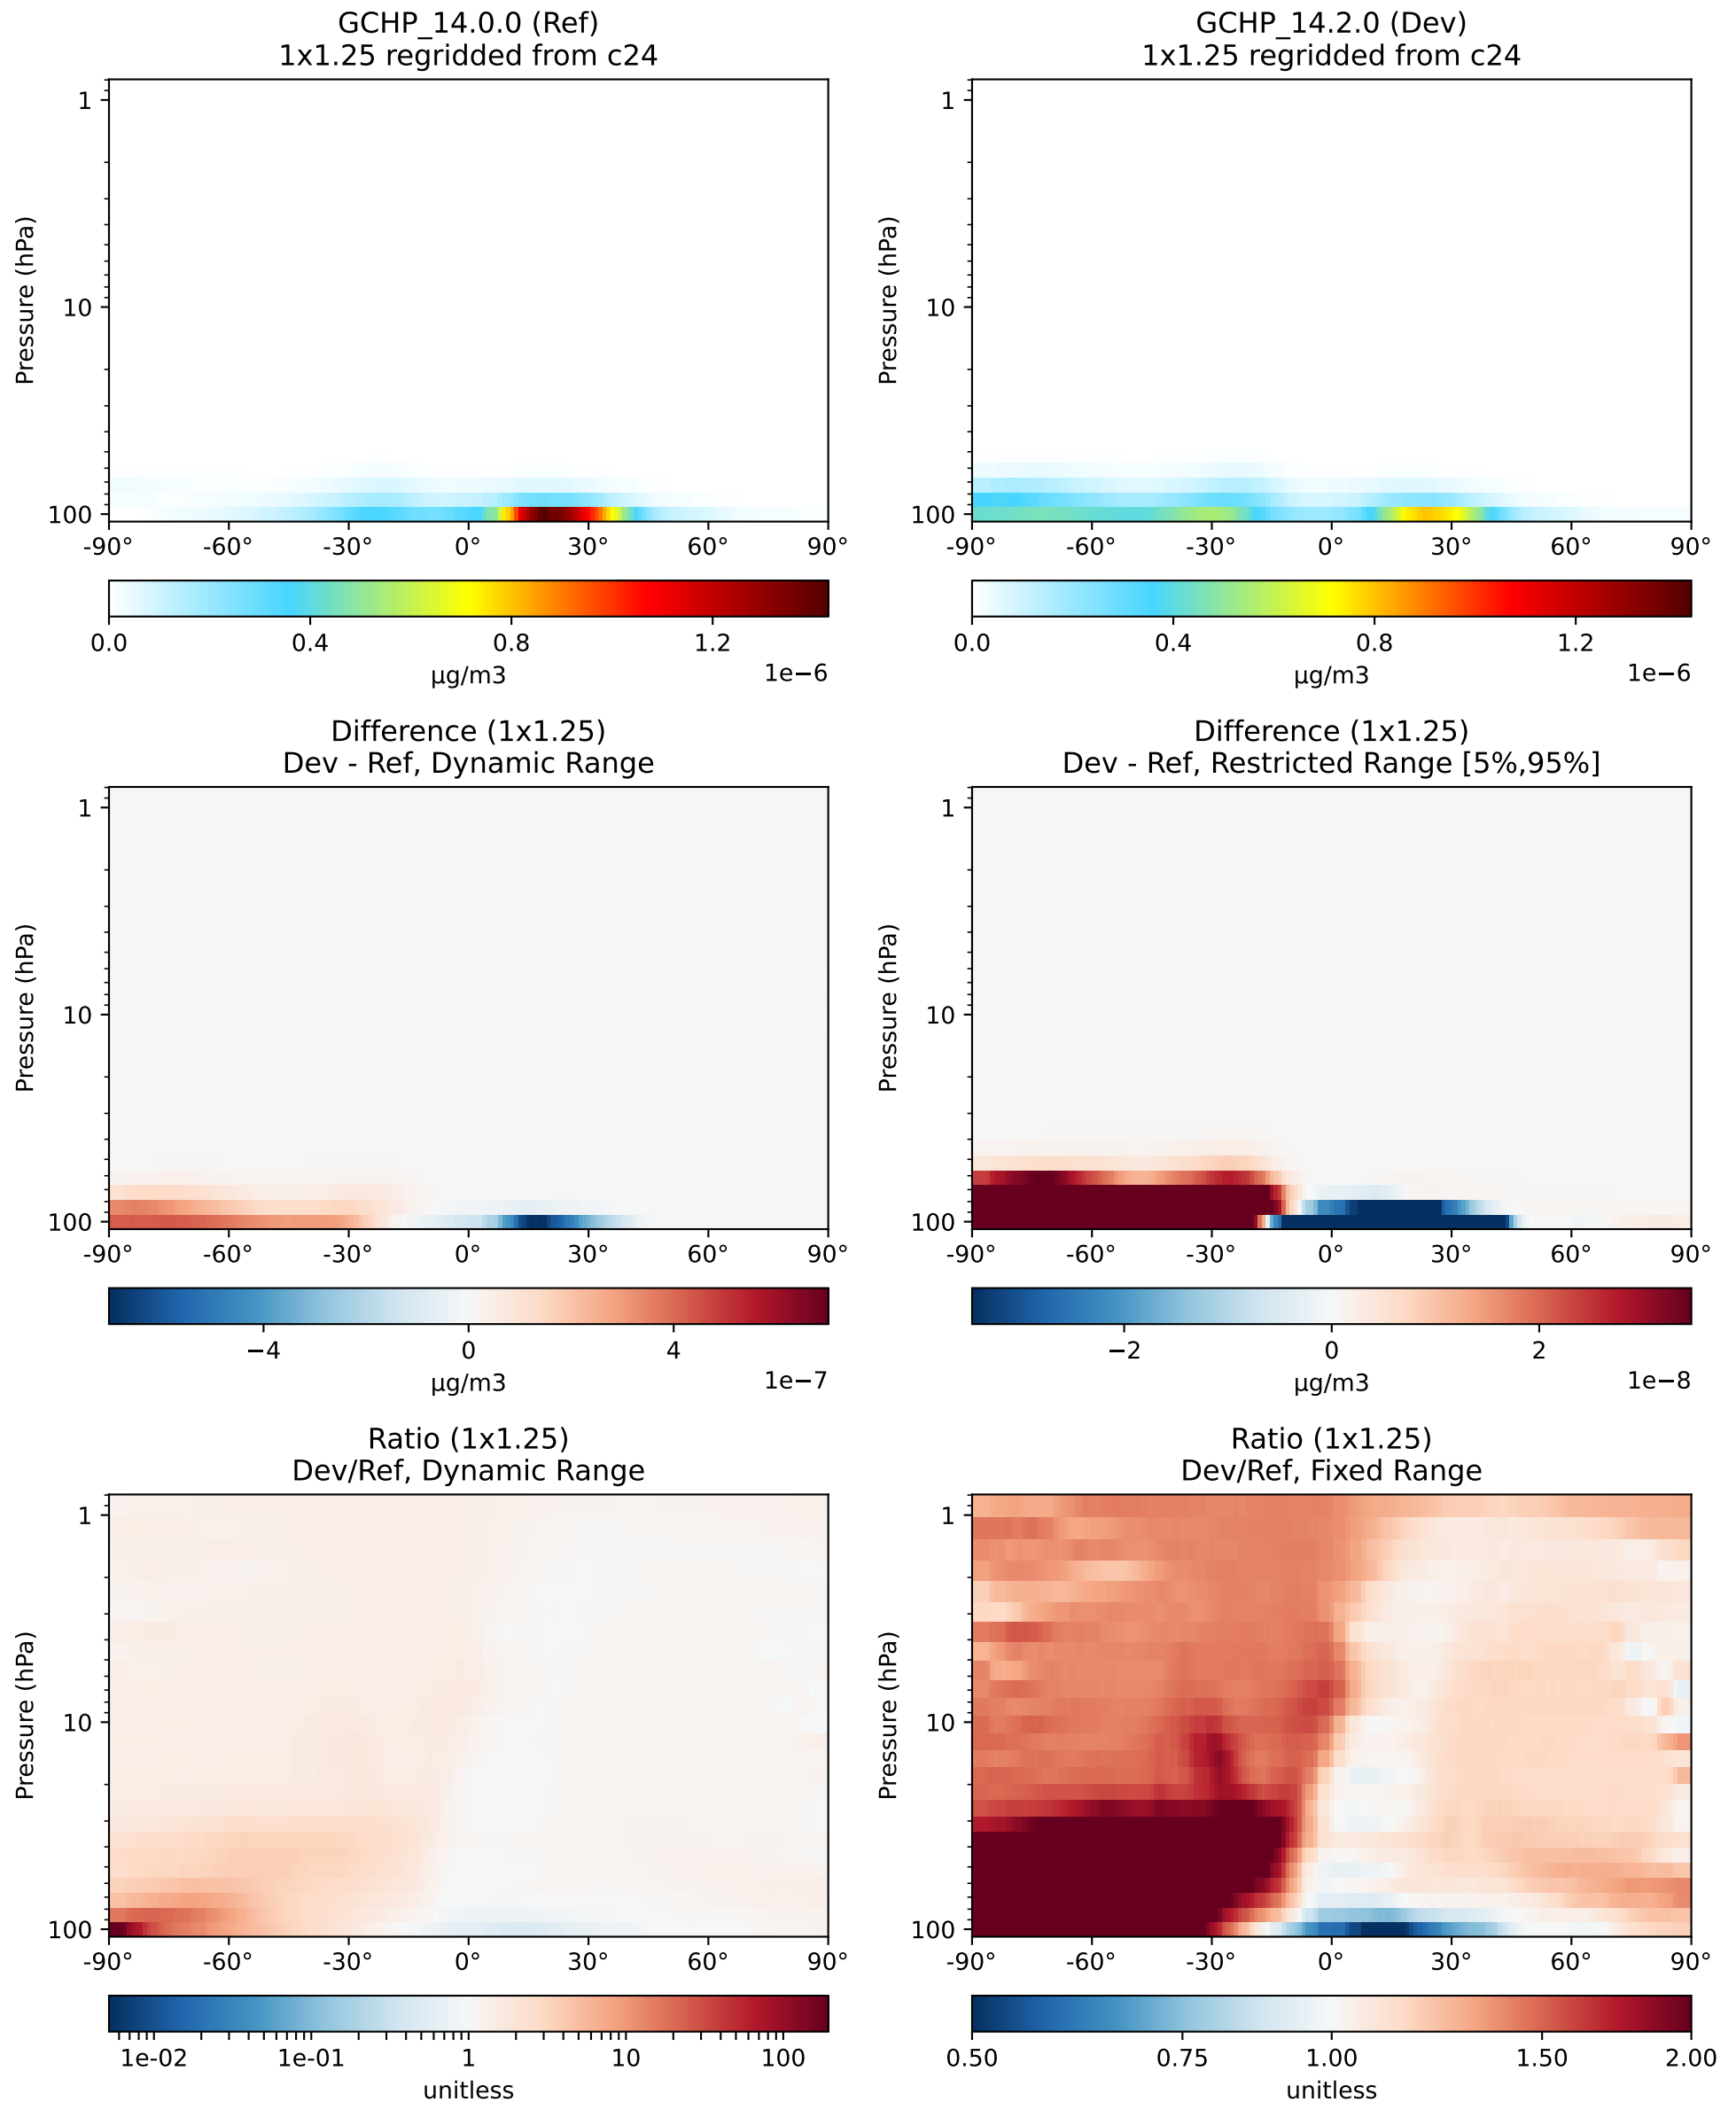 GCHP_14.0.0 (Ref)
1x1.25 regridded from c24
GCHP_14.2.0 (Dev)
1x1.25 regridded from c24
Pressure (hPa)
1
10
100
-90° -60° -30° 0° 30° 60° 90°
0.0 0.4 0.8 1.2
μg/m3
1e−6
Pressure (hPa)
1
10
100
-90° -60° -30° 0° 30° 60° 90°
0.0 0.4 0.8 1.2
μg/m3
1e−6
Difference (1x1.25)
Dev - Ref, Dynamic Range
Difference (1x1.25)
Dev - Ref, Restricted Range [5%,95%]
Pressure (hPa)
1
10
100
-90° -60° -30° 0° 30° 60° 90°
−4 0 4
μg/m3
1e−7
Pressure (hPa)
1
10
100
-90° -60° -30° 0° 30° 60° 90°
−2 0 2
μg/m3
1e−8
Ratio (1x1.25)
Dev/Ref, Dynamic Range
Ratio (1x1.25)
Dev/Ref, Fixed Range
Pressure (hPa)
1
10
100
-90° -60° -30° 0° 30° 60° 90°
1e-02 1e-01 1 10 100
unitless
Pressure (hPa)
1
10
100
-90° -60° -30° 0° 30° 60° 90°
0.50 0.75 1.00 1.50 2.00
unitless